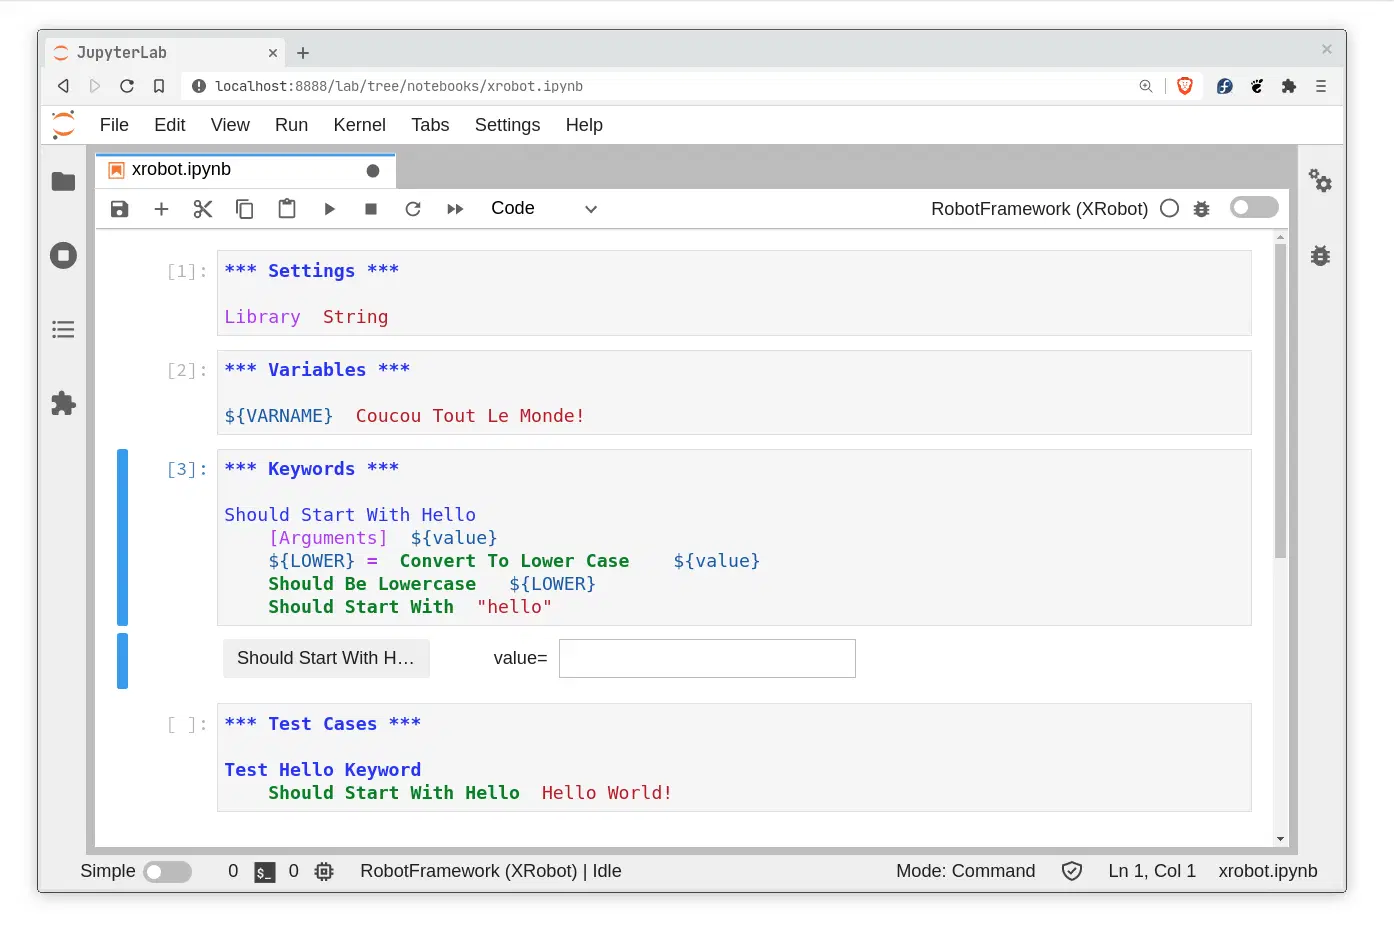 JupyterLab
localhost:8888/lab/tree/notebooks/xrobot.ipynb
File Edit View Run Kernel Tabs Settings Help
xrobot.ipynb
Code RobotFramework (XRobot)
[1]: *** Settings ***
Library String
[2]: *** Variables ***
${VARNAME} Coucou Tout Le Monde!
[3]: *** Keywords ***
Should Start With Hello
[Arguments] ${value}
${LOWER} = Convert To Lower Case ${value}
Should Be Lowercase ${LOWER}
Should Start With "hello"
Should Start With H… value=
[ ]: *** Test Cases ***
Test Hello Keyword
Should Start With Hello Hello World!
Simple 0 $_ 0 RobotFramework (XRobot) | Idle Mode: Command Ln 1, Col 1 xrobot.ipynb